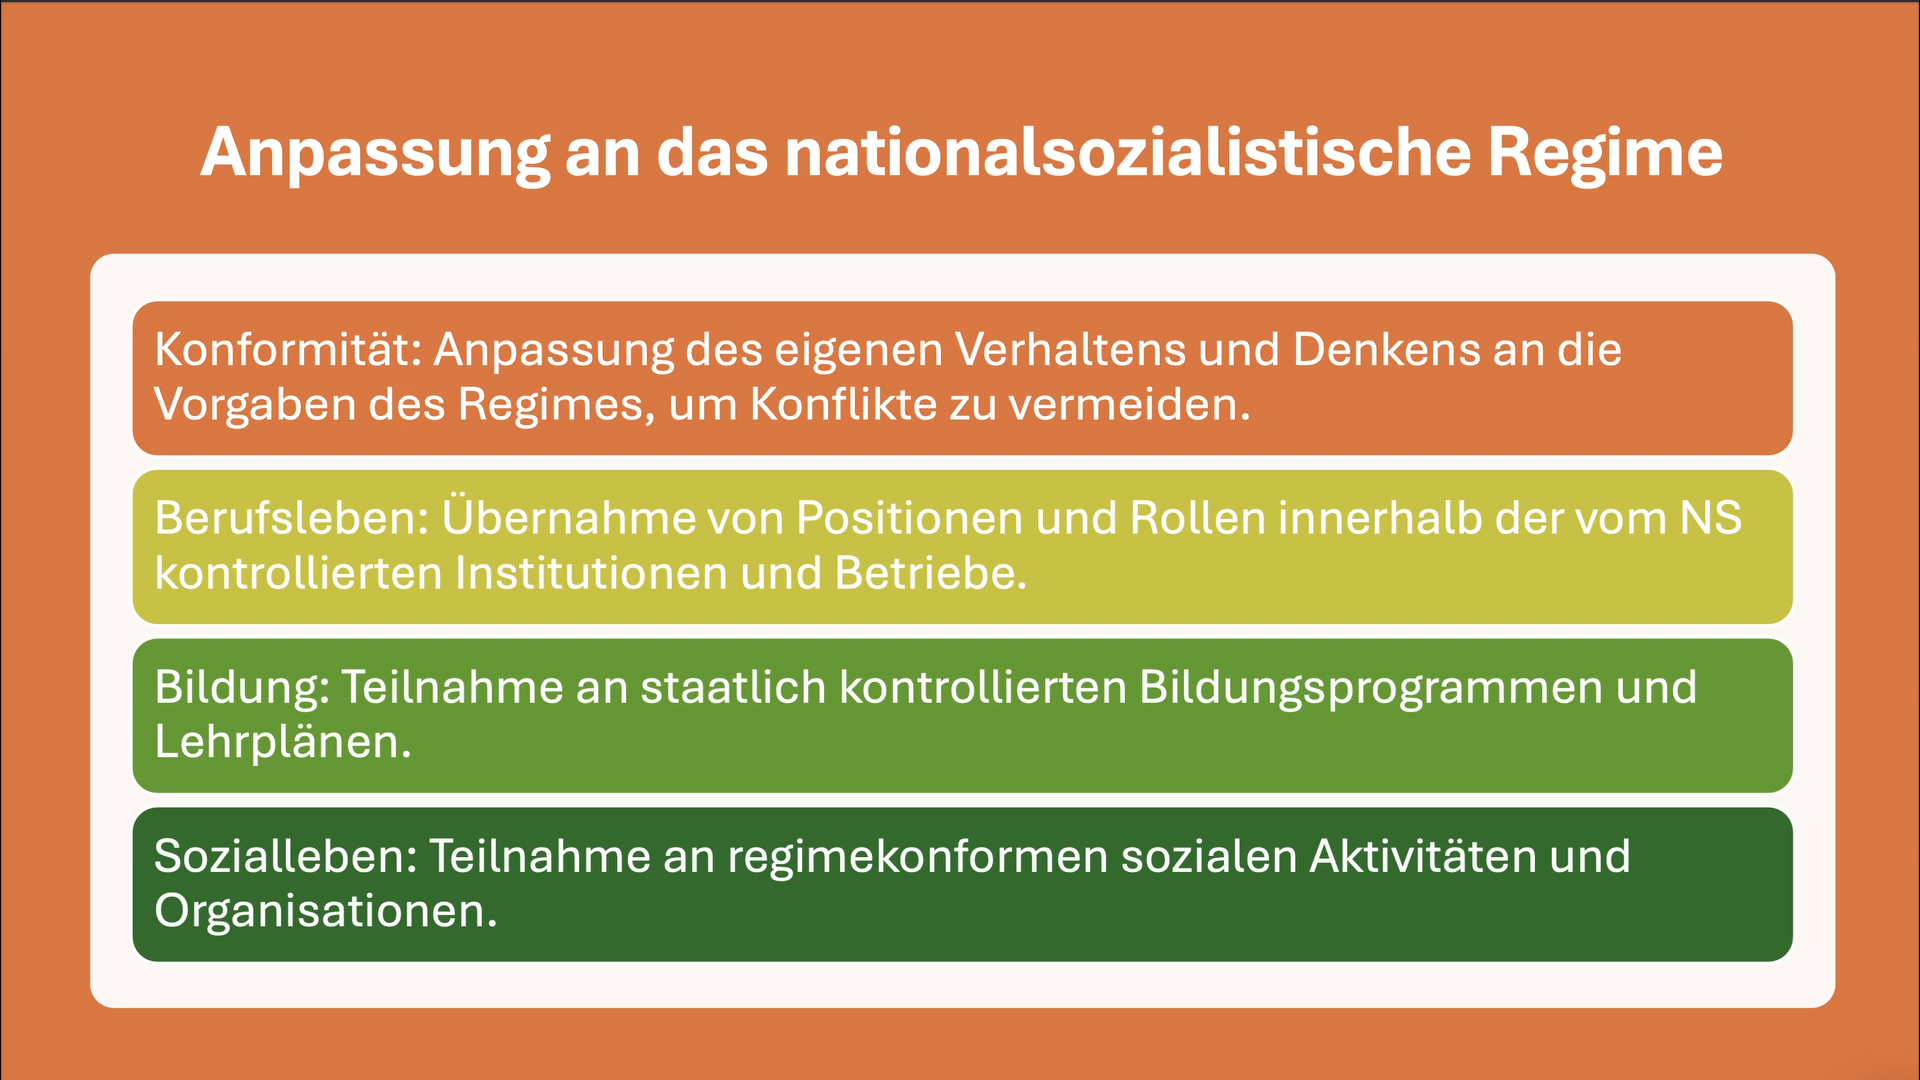 Anpassung an das nationalsozialistische Regime
Konformität: Anpassung des eigenen Verhaltens und Denkens an die
Vorgaben des Regimes, um Konflikte zu vermeiden.
Berufsleben: Übernahme von Positionen und Rollen innerhalb der vom NS
kontrollierten Institutionen und Betriebe.
Bildung: Teilnahme an staatlich kontrollierten Bildungsprogrammen und
Lehrplänen.
Sozialleben: Teilnahme an regimekonformen sozialen Aktivitäten und
Organisationen.